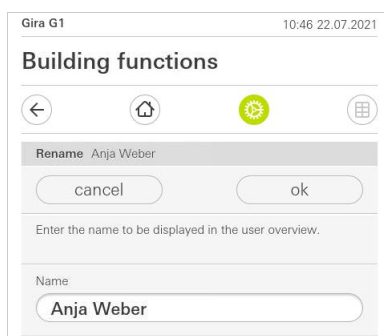 Gira G1 10:46 22.07.2021
Building functions
Rename Anja Weber
cancel ok
Enter the name to be displayed in the user overview.
Name
Anja Weber